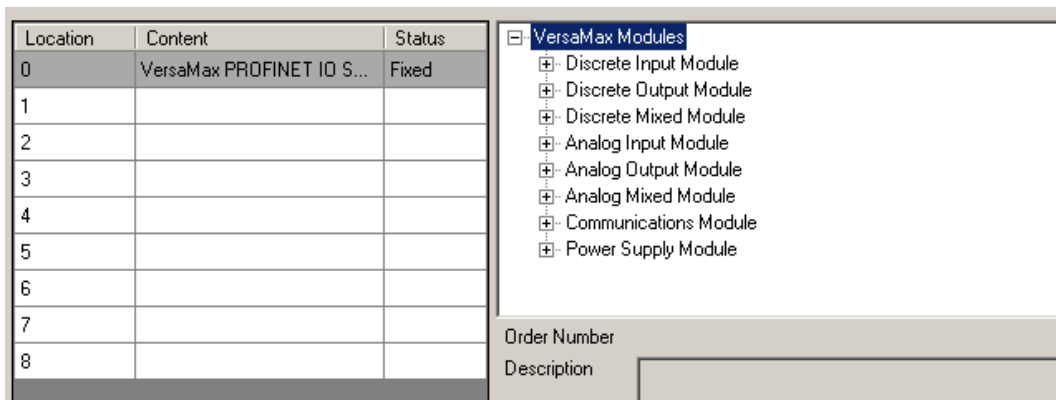 Location Content Status
0 VersaMax PROFINET IO S... Fixed
1
2
3
4
5
6
7
8
VersaMax Modules
Discrete Input Module
Discrete Output Module
Discrete Mixed Module
Analog Input Module
Analog Output Module
Analog Mixed Module
Communications Module
Power Supply Module
Order Number
Description